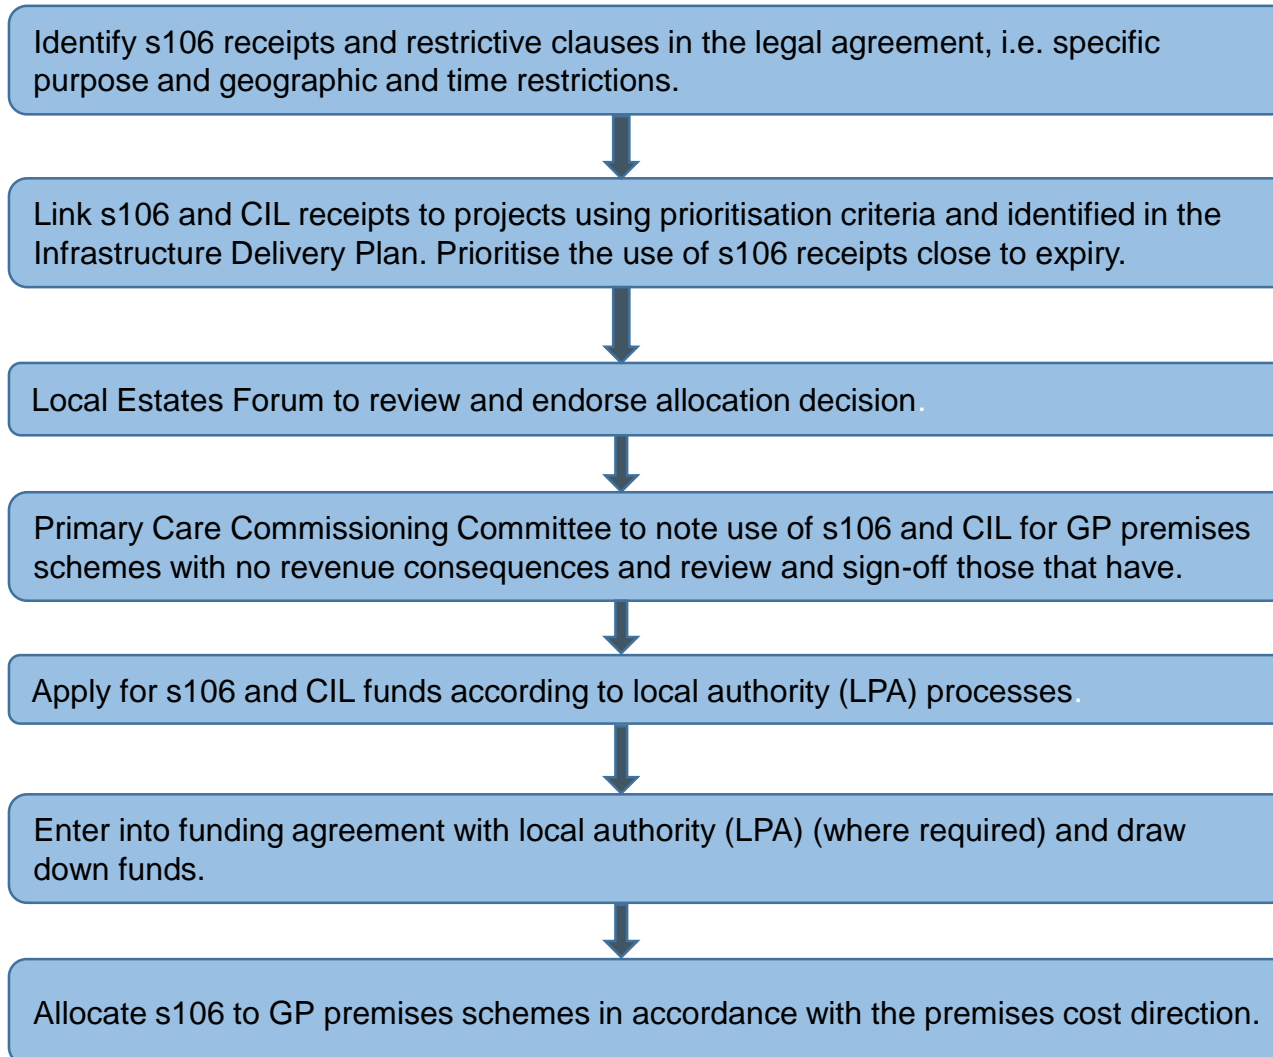 Identify s106 receipts and restrictive clauses in the legal agreement, i.e. specific
purpose and geographic and time restrictions.
Link s106 and CIL receipts to projects using prioritisation criteria and identified in the
Infrastructure Delivery Plan. Prioritise the use of s106 receipts close to expiry.
Local Estates Forum to review and endorse allocation decision.
Primary Care Commissioning Committee to note use of s106 and CIL for GP premises
schemes with no revenue consequences and review and sign-off those that have.
Apply for s106 and CIL funds according to local authority (LPA) processes.
Enter into funding agreement with local authority (LPA) (where required) and draw
down funds.
Allocate s106 to GP premises schemes in accordance with the premises cost direction.